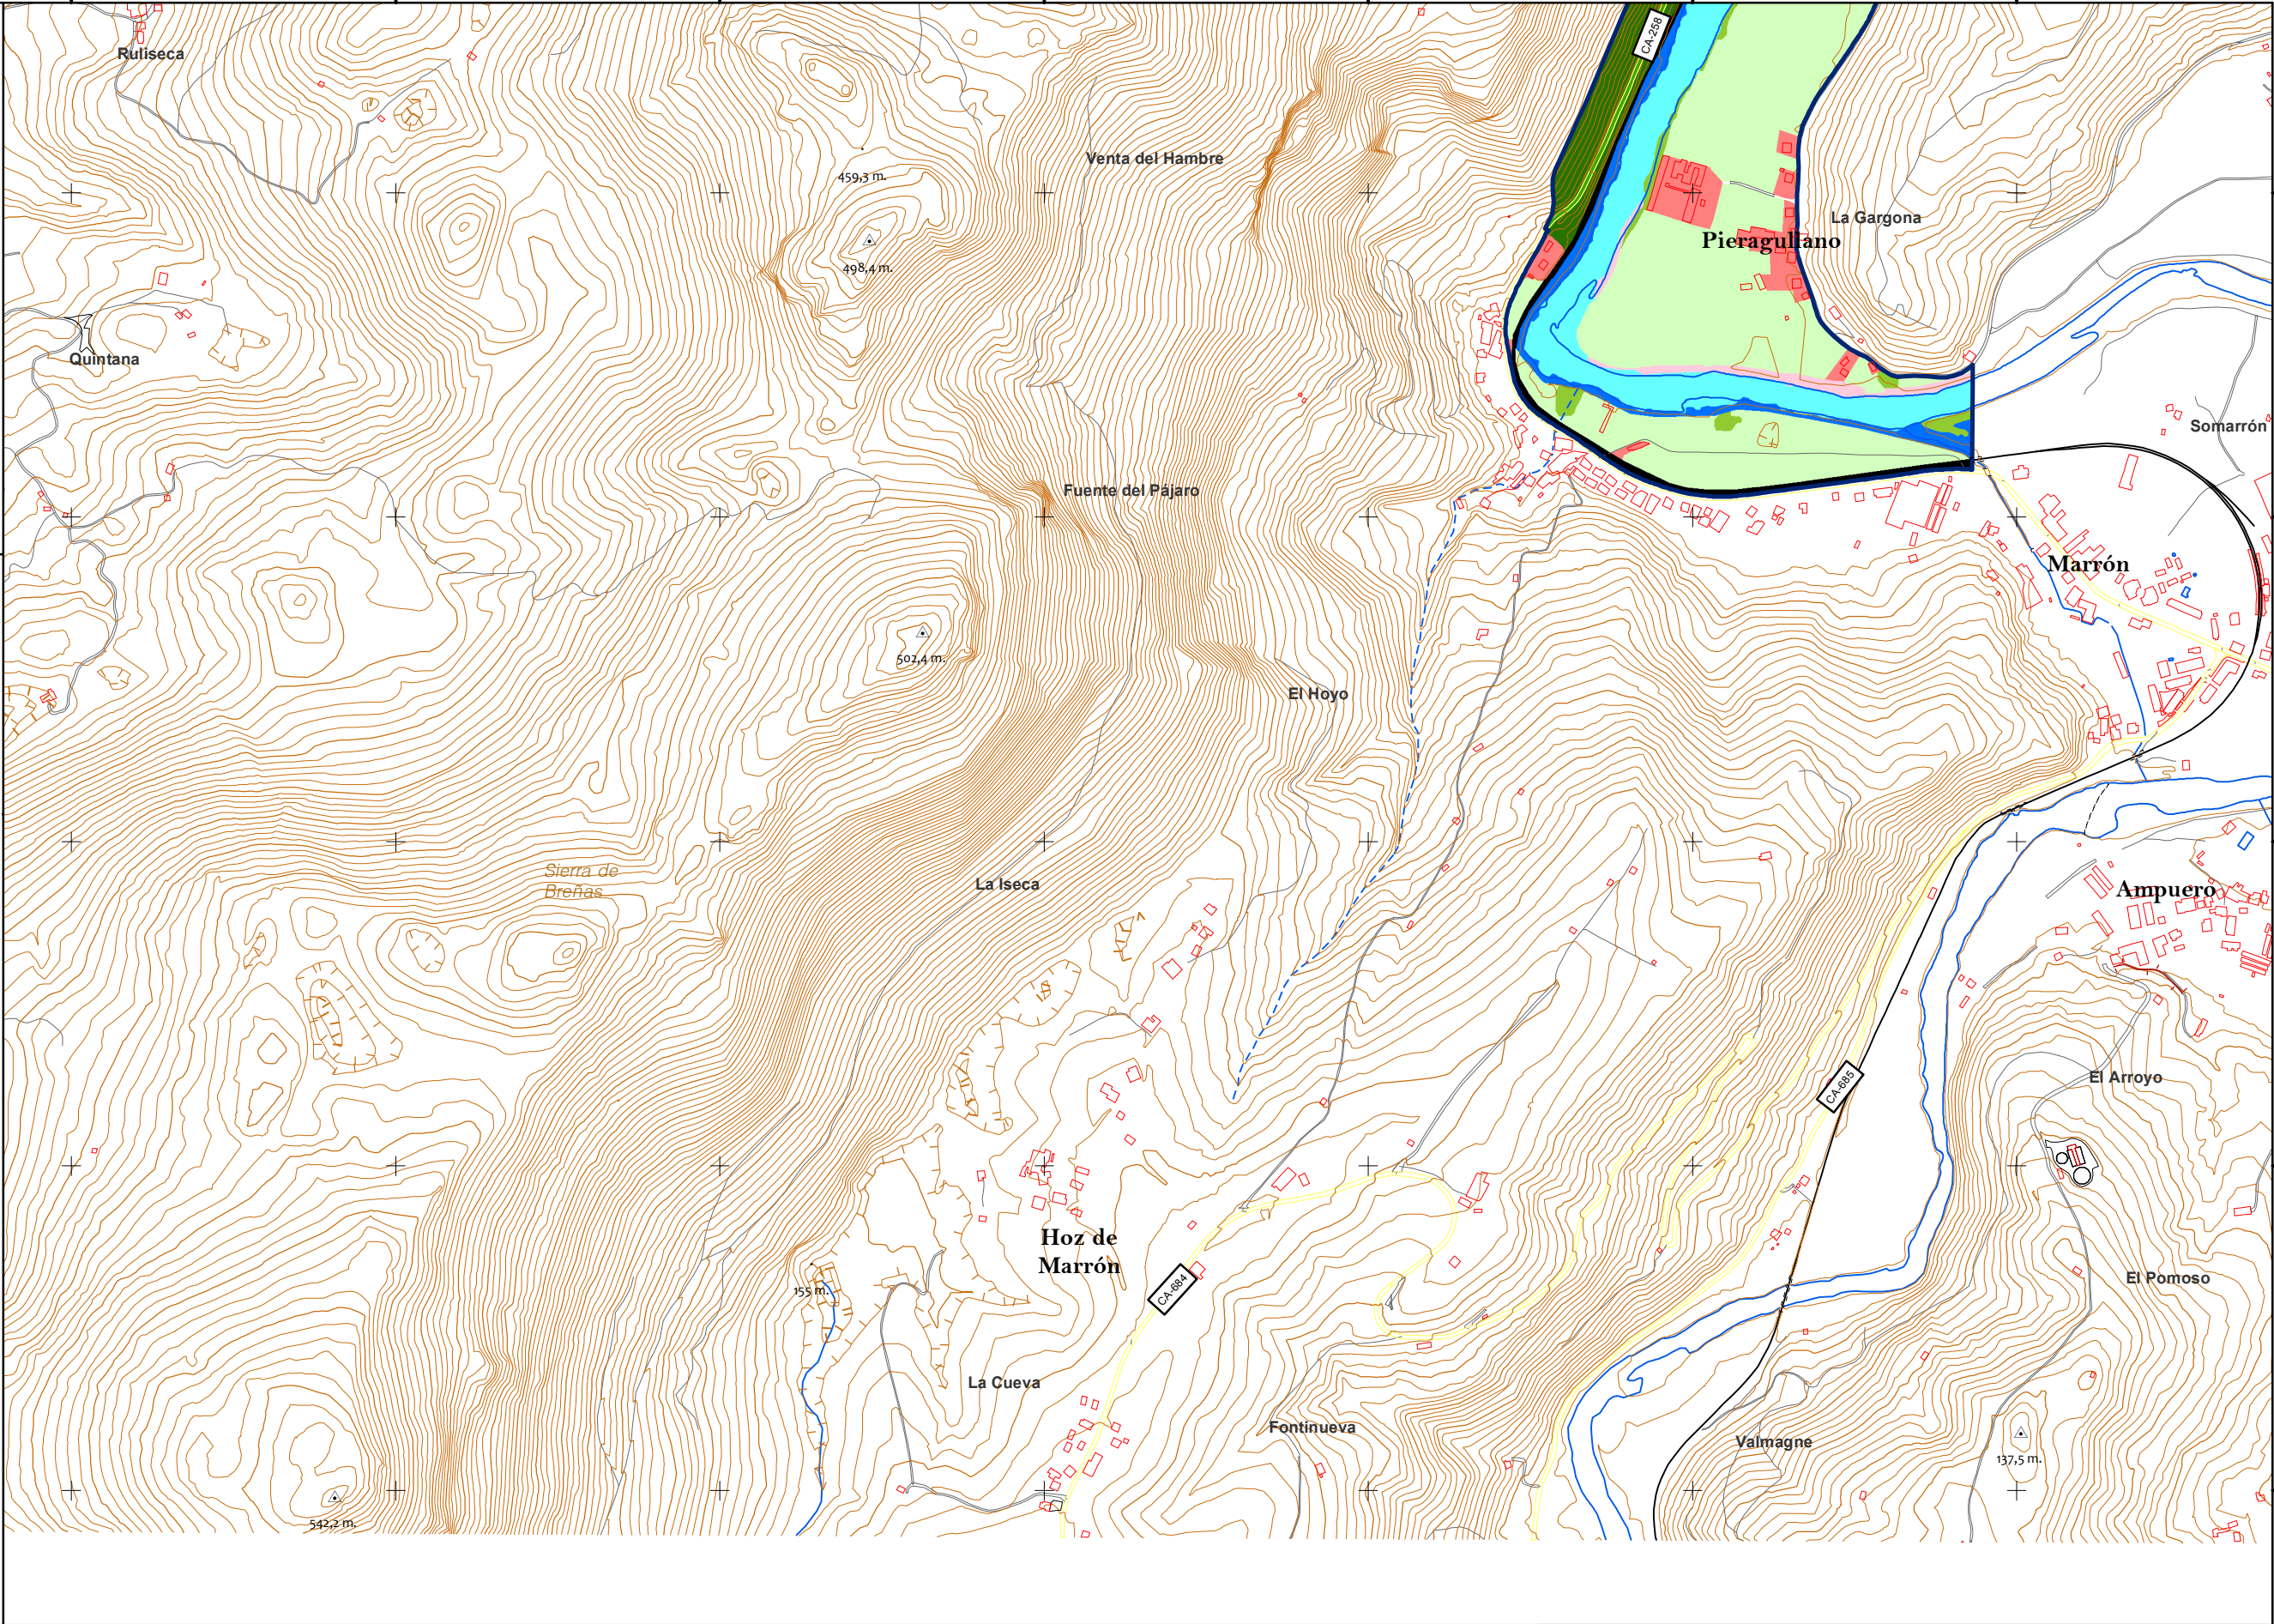 Ruliseca
CA-258
Venta del Hambre
459,3 m.
La Gargona
Pieragullano
498,4 m.
Quintana
Somarrón
Fuente del Pájaro
Marrón
502,4 m.
El Hoyo
Sierra de
Breñas
La Iseca
Ampuero
El Arroyo
CA-685
Hoz de
Marrón
El Pomoso
155 m.
CA-684
La Cueva
Fontinueva
Valmagne
137,5 m.
542,2 m.